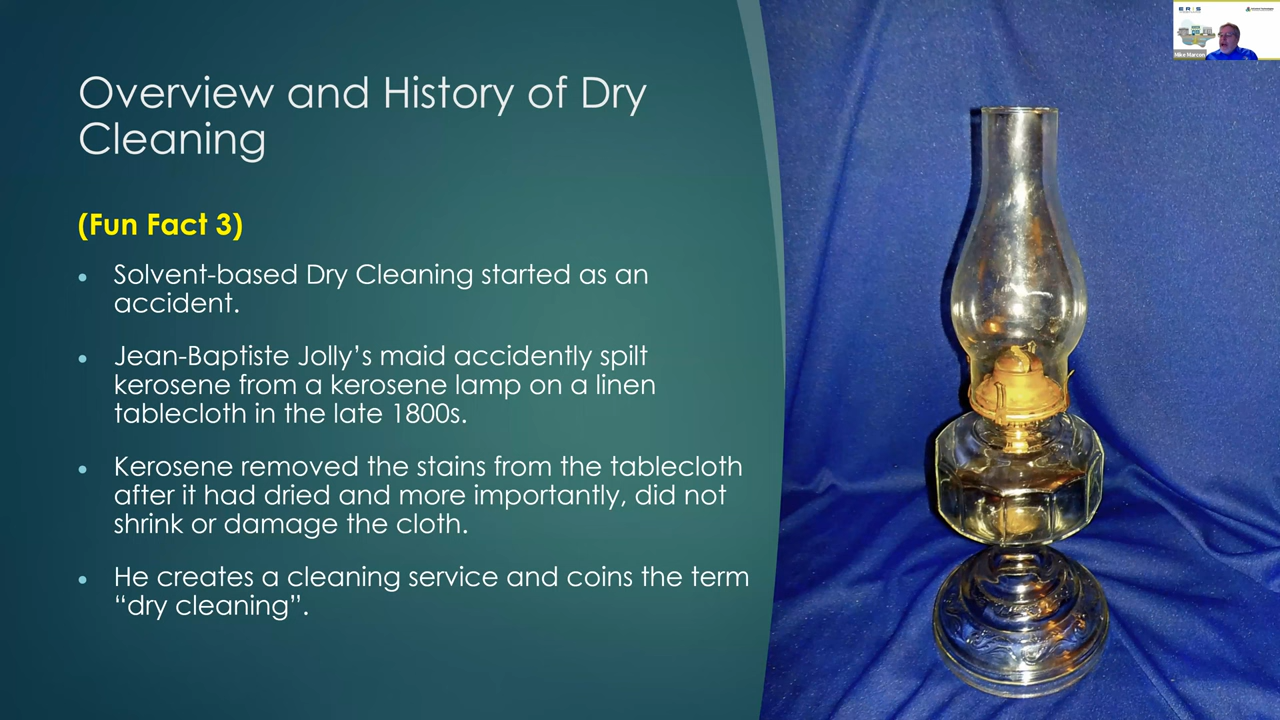 Overview and History of Dry
Cleaning
(Fun Fact 3)
Solvent-based Dry Cleaning started as an
accident.
Jean-Baptiste Jolly’s maid accidently spilt
kerosene from a kerosene lamp on a linen
tablecloth in the late 1800s.
Kerosene removed the stains from the tablecloth
after it had dried and more importantly, did not
shrink or damage the cloth.
He creates a cleaning service and coins the term
“dry cleaning”.
Mike Marcon